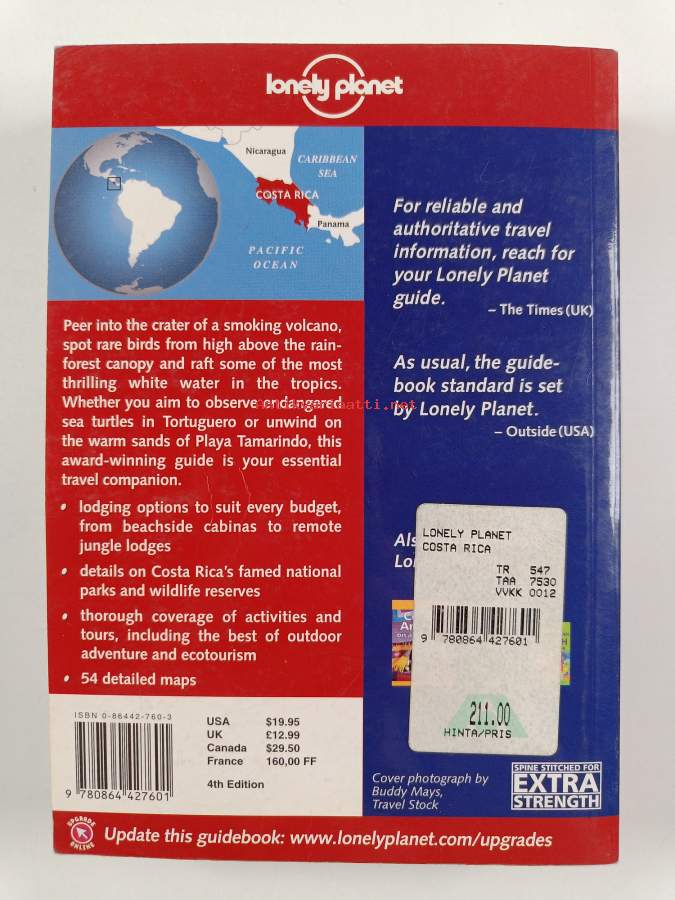 lonely planet
Nicaragua
CARIBBEAN
SEA
COSTA RICA
Panama
PACIFIC
OCEAN
Peer into the crater of a smoking volcano,
spot rare birds from high above the rain-
forest canopy and raft some of the most
thrilling white water in the tropics.
Whether you aim to observe endangered
sea turtles in Tortuguero or unwind on
the warm sands of Playa Tamarindo, this
award-winning guide is your essential
travel companion.
• lodging options to suit every budget,
from beachside cabinas to remote
jungle lodges
• details on Costa Rica's famed national
parks and wildlife reserves
• thorough coverage of activities and
tours, including the best of outdoor
adventure and ecotourism
• 54 detailed maps
For reliable and
authoritative travel
information, reach for
your Lonely Planet
guide.
– The Times (UK)
As usual, the guide-
book standard is set
by Lonely Planet.
– Outside (USA)
LONELY PLANET
COSTA RICA
TR 547
TAA 7530
VVKK 0012
9 780864 427601
211.00
HINTA/PRIS
ISBN 0-86442-760-3
9 780864 427601
USA $19.95
UK £12.99
Canada $29.50
France 160,00 FF
4th Edition
Cover photograph by
Buddy Mays,
Travel Stock
SPINE STITCHED FOR
EXTRA
STRENGTH
UPGRADE
ONLINE
Update this guidebook: www.lonelyplanet.com/upgrades